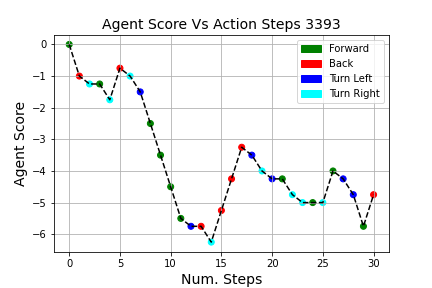 Agent Score Vs Action Steps 3393
Forward
Back
Turn Left
Turn Right
Agent Score
0
−1
−2
−3
−4
−5
−6
0 5 10 15 20 25 30
Num. Steps